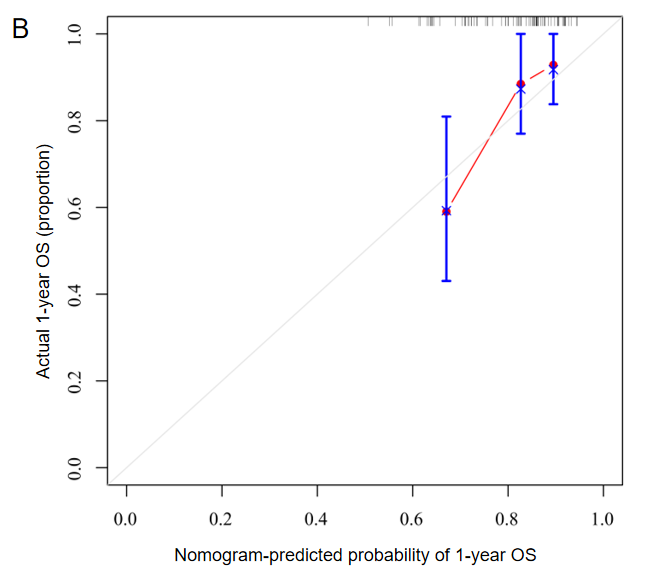 B
1.0
0.8
0.6
0.4
0.2
0.0
Actual 1-year OS (proportion)
0.0 0.2 0.4 0.6 0.8 1.0
Nomogram-predicted probability of 1-year OS